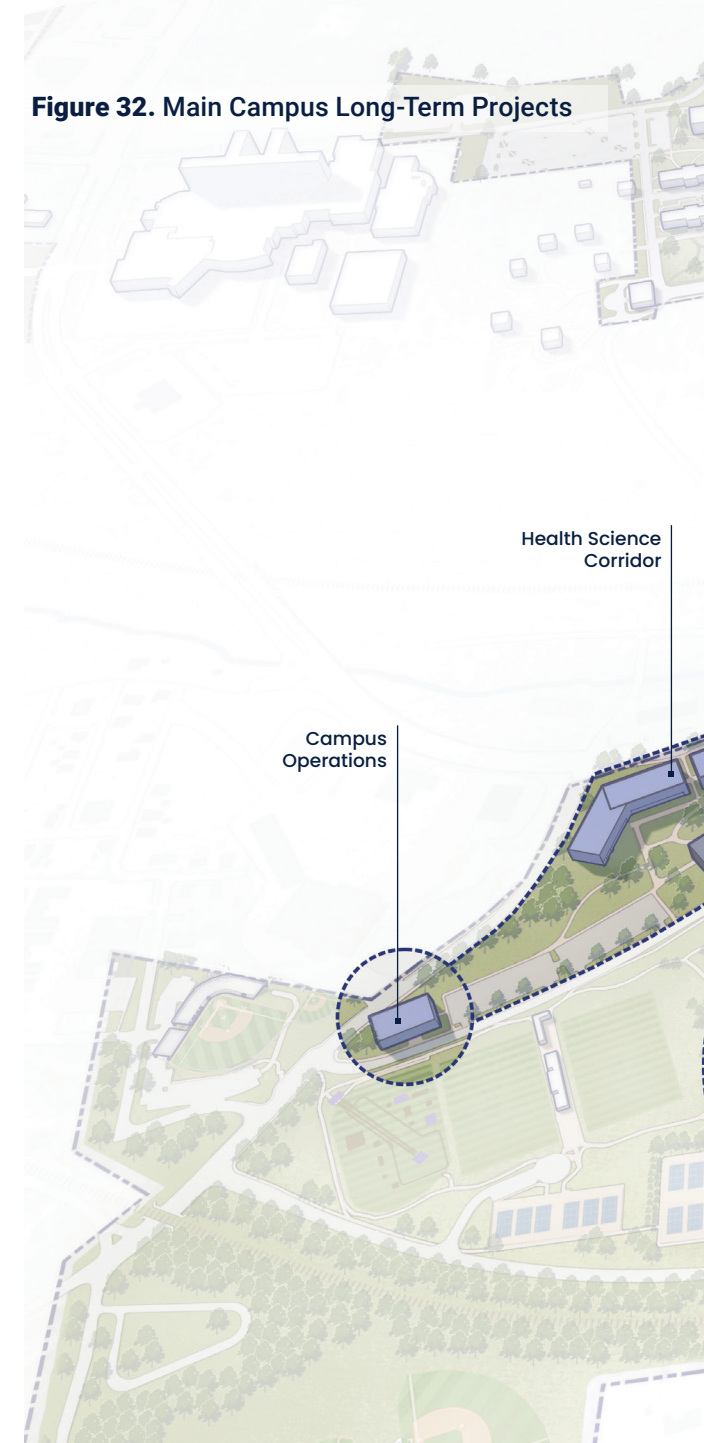 Figure 32. Main Campus Long-Term Projects
Health Science
Corridor
Campus
Operations